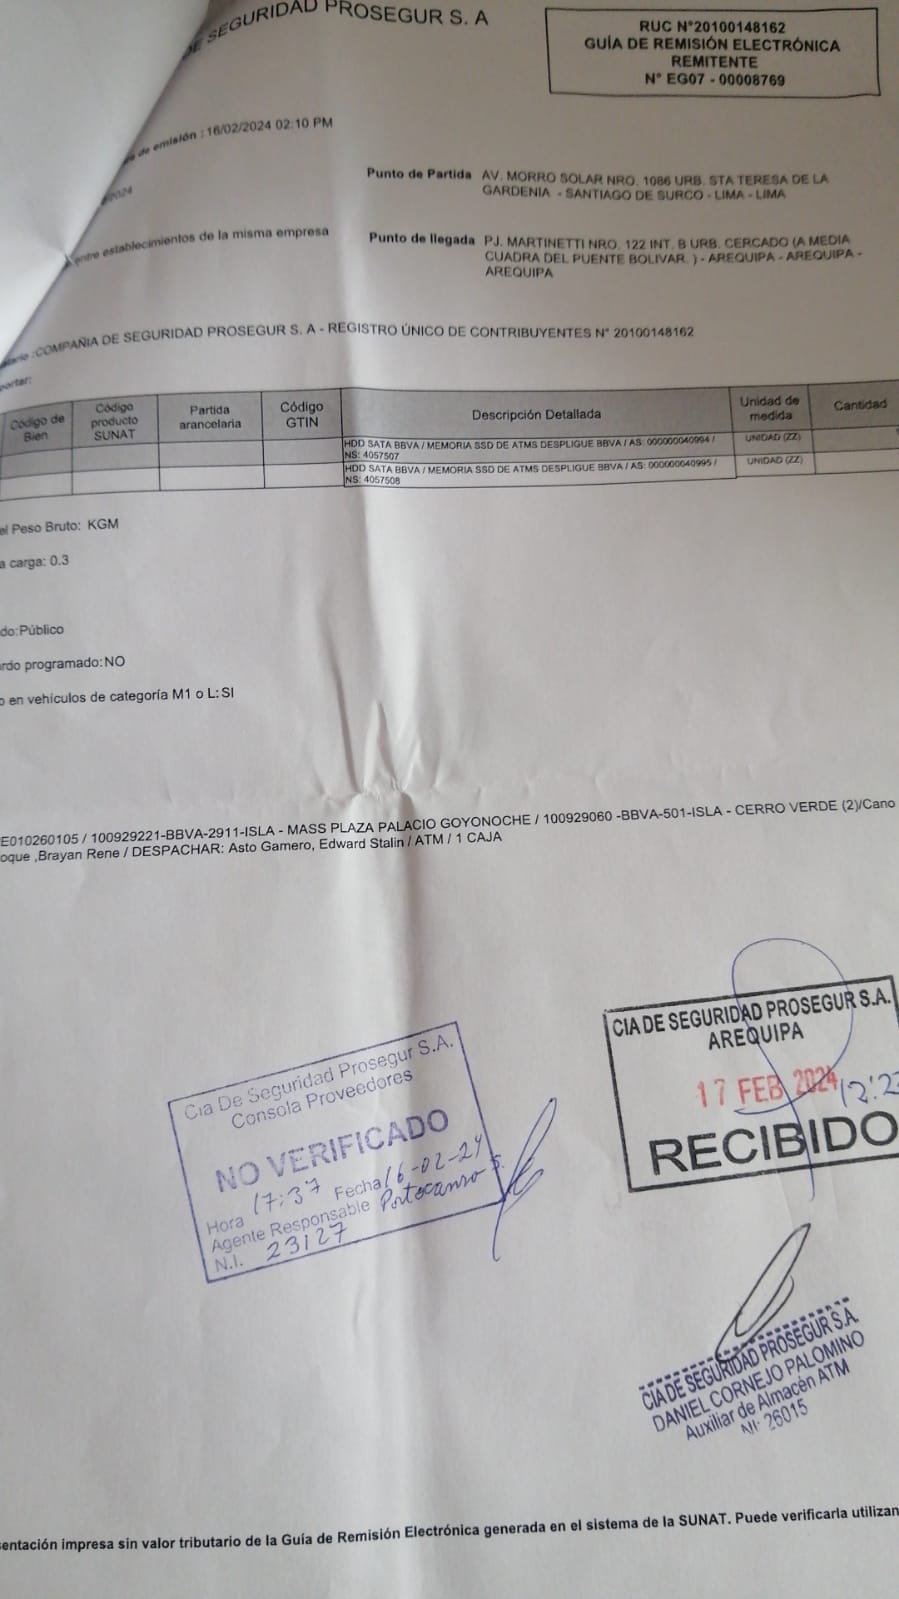 DE SEGURIDAD PROSEGUR S. A
RUC N°20100148162
GUÍA DE REMISIÓN ELECTRÓNICA
REMITENTE
N° EG07 - 00008769
de emisión : 16/02/2024 02:10 PM
/2024
Punto de Partida AV. MORRO SOLAR NRO. 1086 URB. STA TERESA DE LA
GARDENIA - SANTIAGO DE SURCO - LIMA - LIMA
entre establecimientos de la misma empresa
Punto de llegada PJ. MARTINETTI NRO. 122 INT. B URB. CERCADO (A MEDIA
CUADRA DEL PUENTE BOLIVAR. ) - AREQUIPA - AREQUIPA -
AREQUIPA
:COMPAÑIA DE SEGURIDAD PROSEGUR S. A - REGISTRO ÚNICO DE CONTRIBUYENTES N° 20100148162
portar:
Código de Bien Código producto SUNAT Partida arancelaria Código GTIN Descripción Detallada Unidad de medida Cantidad
HDD SATA BBVA / MEMORIA SSD DE ATMS DESPLIGUE BBVA / AS: 000000040994 / UNIDAD (ZZ)
NS: 4057507
HDD SATA BBVA / MEMORIA SSD DE ATMS DESPLIGUE BBVA / AS: 000000040995 / UNIDAD (ZZ)
NS: 4057508
el Peso Bruto: KGM
a carga: 0.3
do:Público
rdo programado:NO
o en vehículos de categoría M1 o L:SI
E010260105 / 100929221-BBVA-2911-ISLA - MASS PLAZA PALACIO GOYONOCHE / 100929060 -BBVA-501-ISLA - CERRO VERDE (2)/Cano
oque ,Brayan Rene / DESPACHAR: Asto Gamero, Edward Stalin / ATM / 1 CAJA
CIA DE SEGURIDAD PROSEGUR S.A.
AREQUIPA
17 FEB 2024 12:2
RECIBIDO
Cia De Seguridad Prosegur S.A.
Consola Proveedores
NO VERIFICADO
Hora 17:37 Fecha 16-02-24
Agente Responsable Portocarrero S.
N.I. 23127
CIA DE SEGURIDAD PROSEGUR S.A.
DANIEL CORNEJO PALOMINO
Auxiliar de Almacén ATM
NI: 26015
sentación impresa sin valor tributario de la Guía de Remisión Electrónica generada en el sistema de la SUNAT. Puede verificarla utilizan